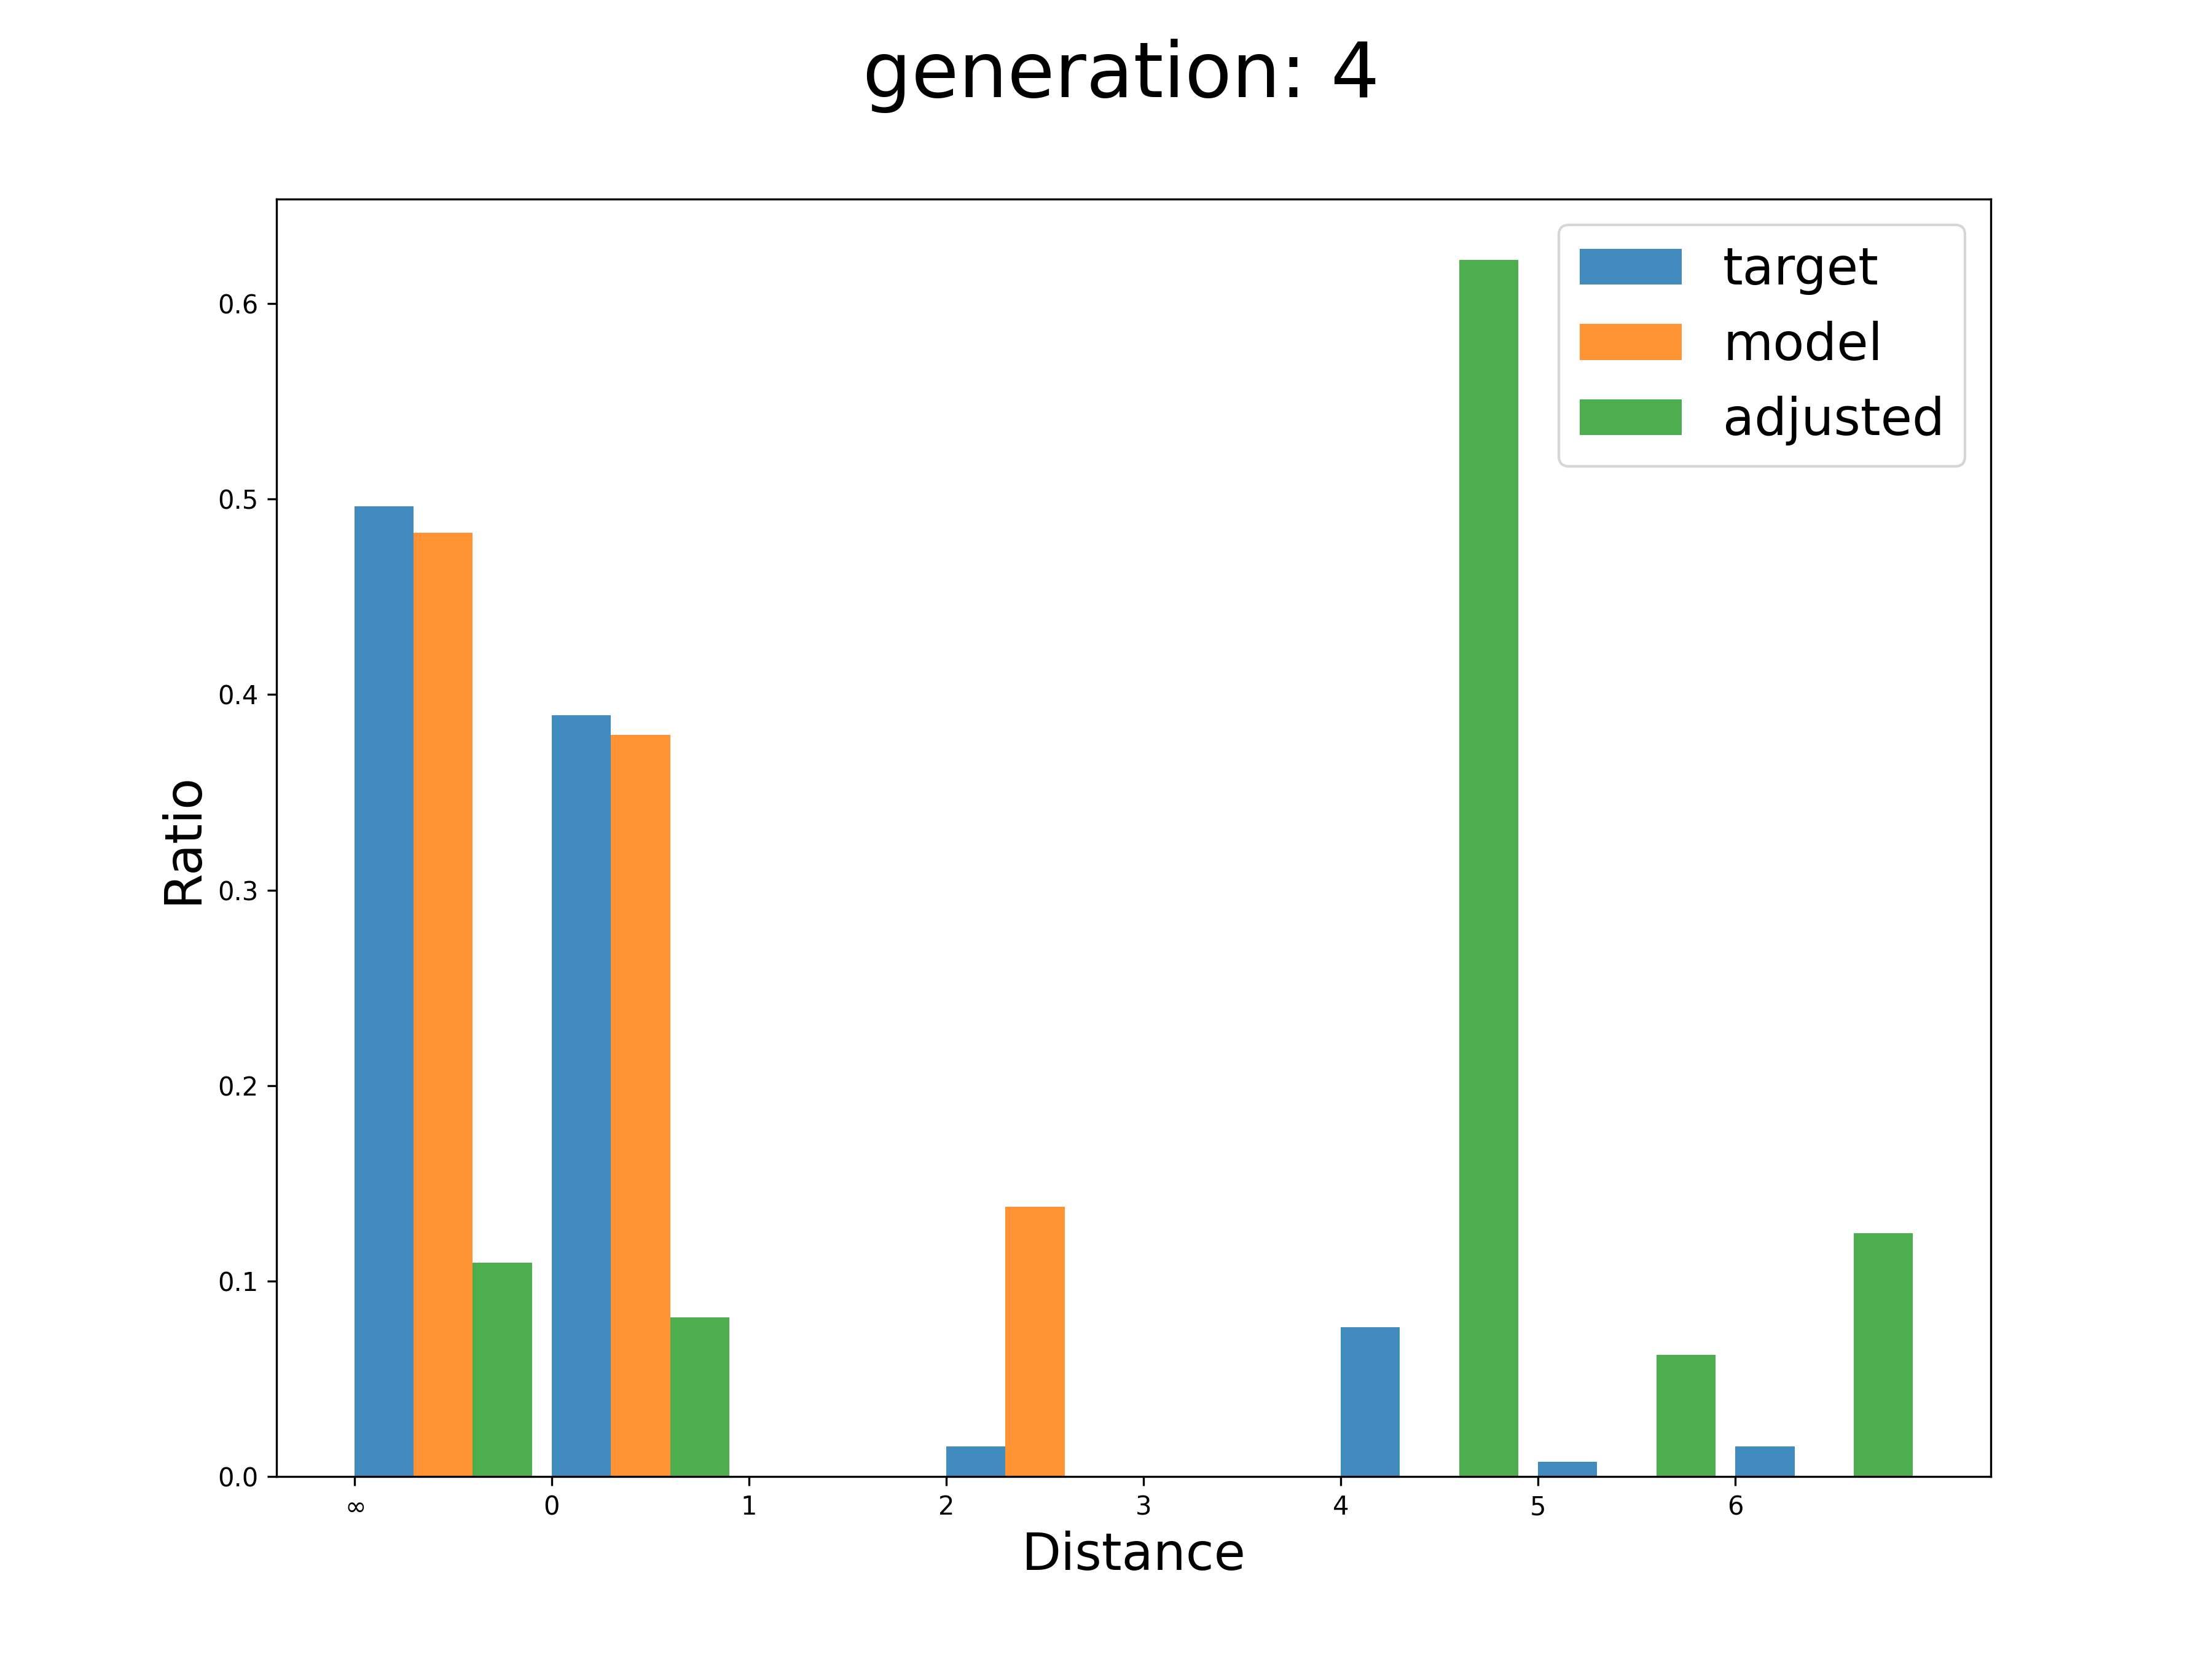 generation: 4
target
model
adjusted
Ratio
0.6
0.5
0.4
0.3
0.2
0.1
0.0
∞ 0 1 2 3 4 5 6
Distance